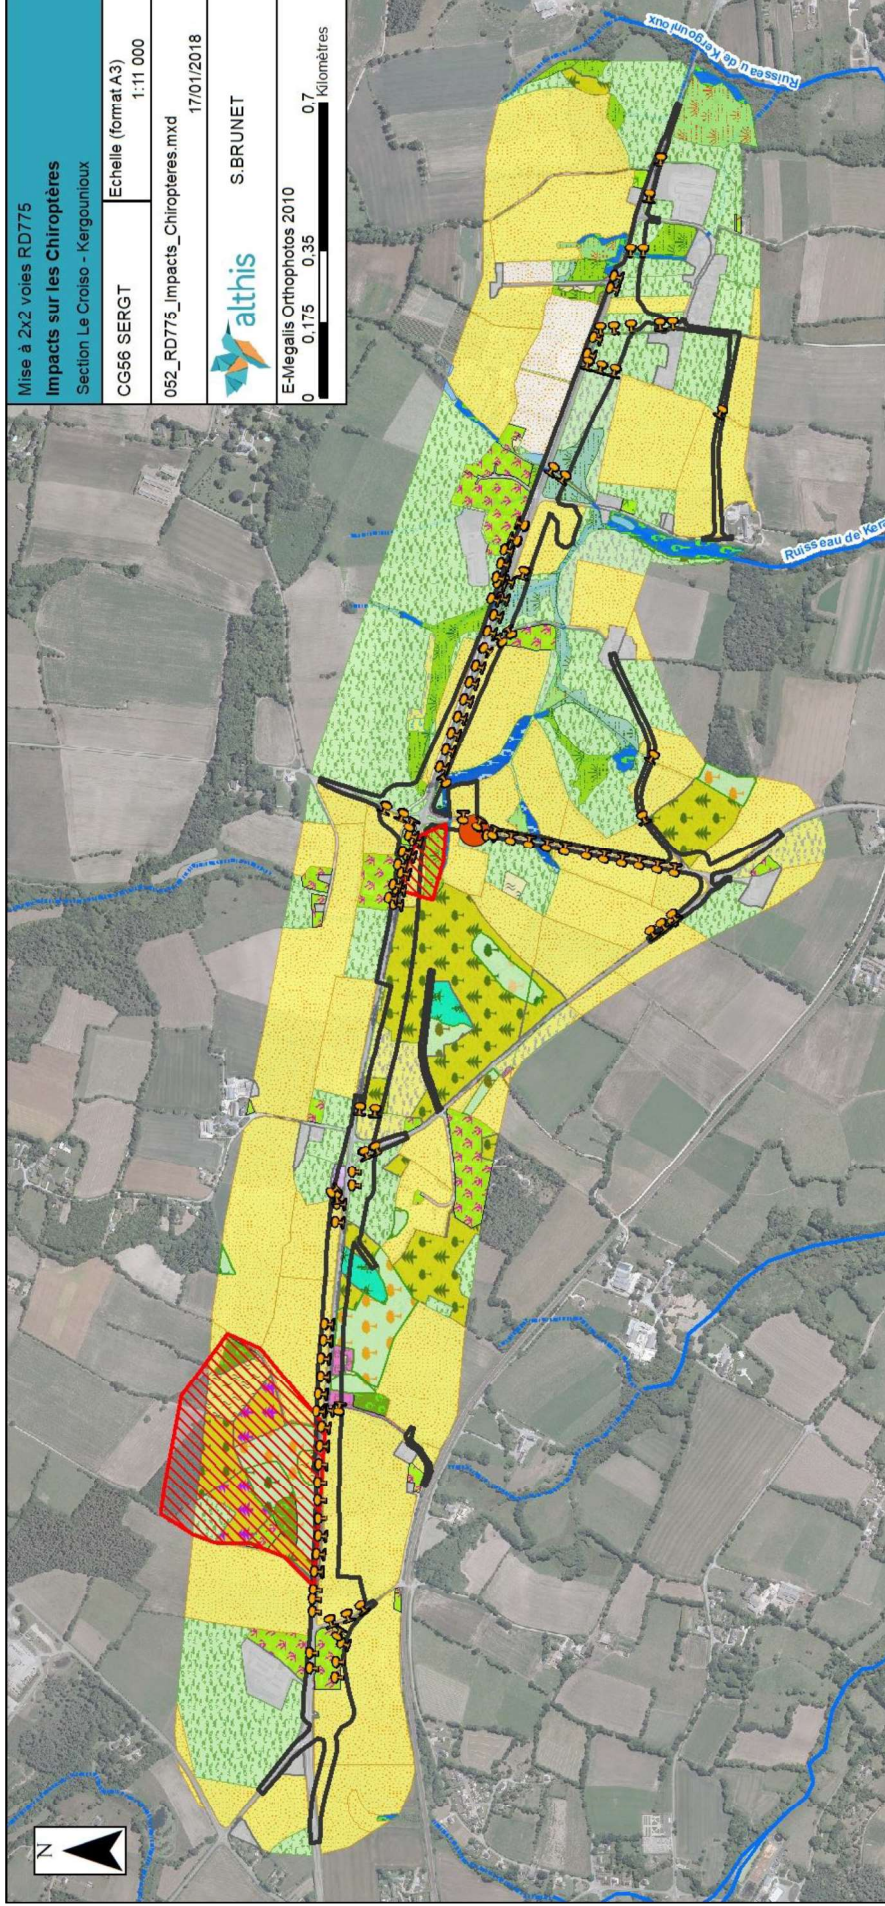 Mise à 2x2 voies RD775
Impacts sur les Chiroptères
Section Le Croiso - Kergounioux
CG56 SERGT
Echelle (format A3)
1:11 000
052_RD775_Impacts_Chiropteres.mxd
17/01/2018
althis
S.BRUNET
E-Megalis Orthophotos 2010
0 0,175 0,35 0,7
Kilomètres
N
Ruisseau de Kergounioux
Ruisseau de Kera